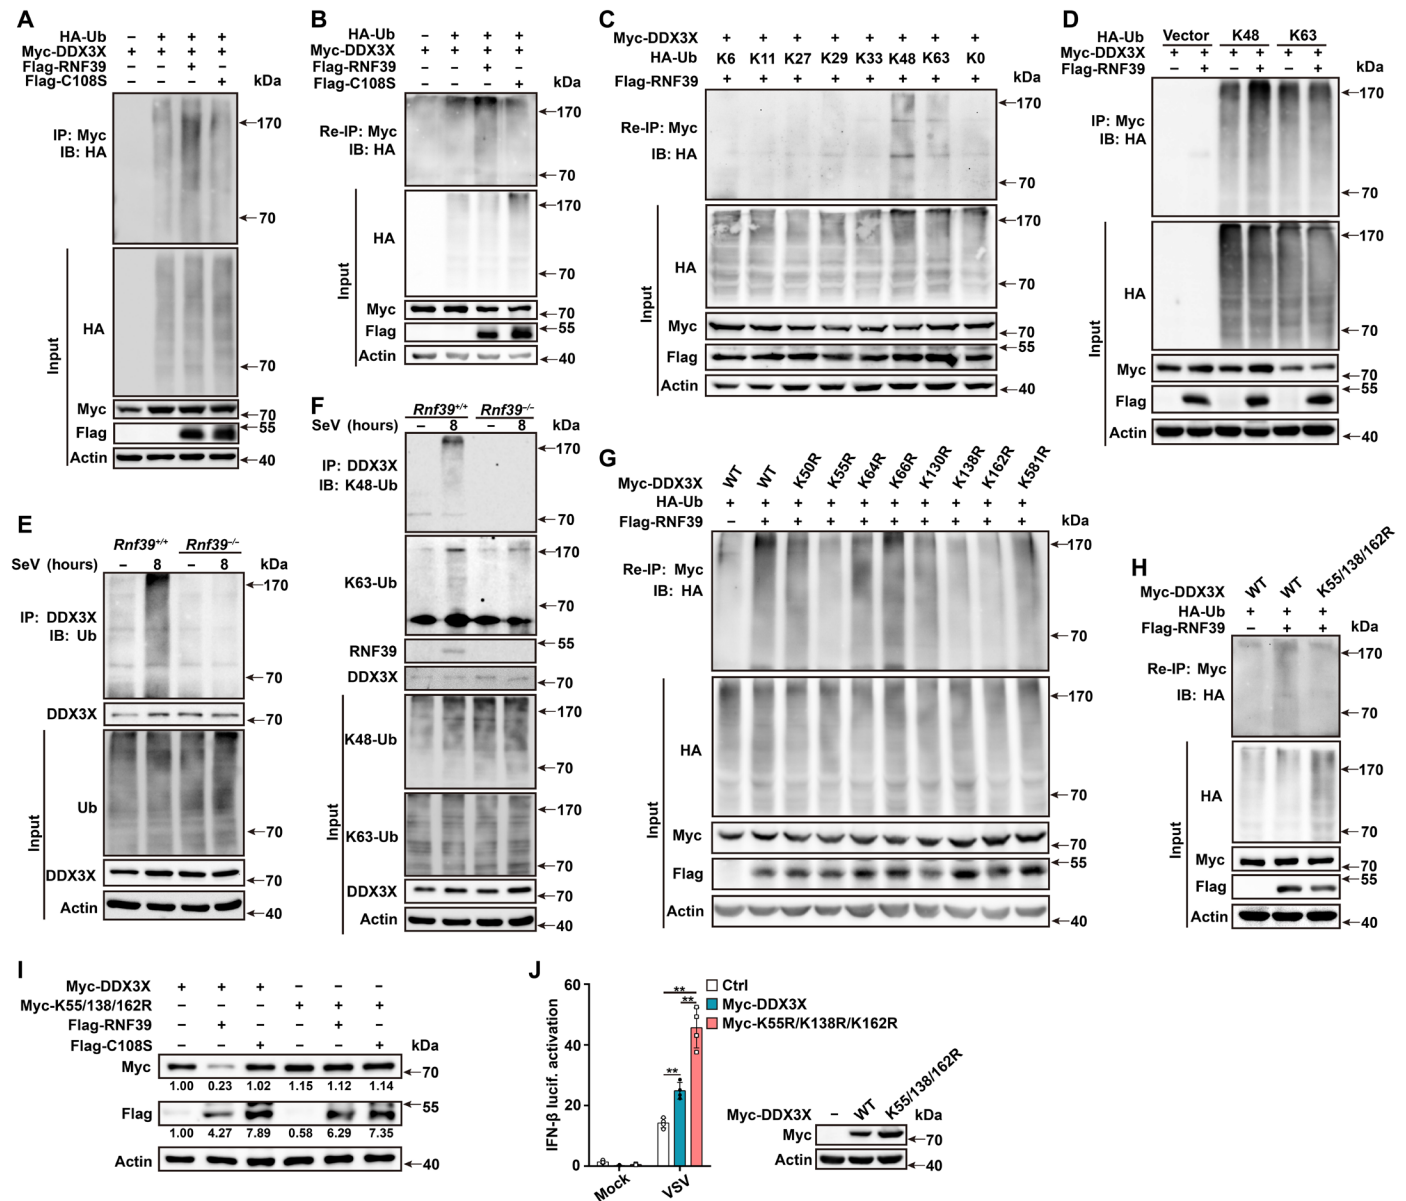 A
HA-Ub – + + +
Myc-DDX3X + + + +
Flag-RNF39 – – + –
Flag-C108S – – – + kDa
IP: Myc
IB: HA
170
70
Input
HA
70
Myc 70
Flag 55
Actin 40
B
HA-Ub – + + +
Myc-DDX3X + + + +
Flag-RNF39 – – + –
Flag-C108S – – – + kDa
Re-IP: Myc
IB: HA
170
70
Input
HA
170
70
Myc 70
Flag 55
Actin 40
C
Myc-DDX3X + + + + + + + +
HA-Ub K6 K11 K27 K29 K33 K48 K63 K0
Flag-RNF39 + + + + + + + + kDa
Re-IP: Myc
IB: HA
170
70
Input
HA
170
70
Myc 70
Flag 55
Actin 40
D
HA-Ub Vector K48 K63
Myc-DDX3X + + + + + +
Flag-RNF39 – + – + – + kDa
IP: Myc
IB: HA
170
70
Input
HA
170
70
Myc 70
Flag 55
Actin 40
E
Rnf39+/+ Rnf39–/–
SeV (hours) – 8 – 8 kDa
IP: DDX3X
IB: Ub
170
70
DDX3X 70
Input
Ub
70
DDX3X 70
Actin 40
F
Rnf39+/+ Rnf39–/–
SeV (hours) – 8 – 8 kDa
IP: DDX3X
IB: K48-Ub
170
70
K63-Ub
170
70
RNF39 55
DDX3X 70
Input
K48-Ub
170
70
K63-Ub
170
70
DDX3X 70
Actin 40
G
Myc-DDX3X WT WT K50R K55R K64R K66R K130R K138R K162R K581R
HA-Ub + + + + + + + + + +
Flag-RNF39 – + + + + + + + + + kDa
Re-IP: Myc
IB: HA
170
70
Input
HA
170
70
Myc 70
Flag 55
Actin 40
H
Myc-DDX3X WT WT K55/138/162R
HA-Ub + + +
Flag-RNF39 – + + kDa
Re-IP: Myc
IB: HA
170
70
Input
HA
170
70
Myc 70
Flag 55
Actin 40
I
Myc-DDX3X + + + – – –
Myc-K55/138/162R – – – + + +
Flag-RNF39 – + – – + –
Flag-C108S – – + – – + kDa
Myc 70
1.00 0.23 1.02 1.15 1.12 1.14
Flag 55
1.00 4.27 7.89 0.58 6.29 7.35
Actin 40
J
IFN-β lucif. activation
60
40
20
0
Mock VSV
** ** **
Ctrl
Myc-DDX3X
Myc-K55R/K138R/K162R
Myc-DDX3X – WT K55/138/162R kDa
Myc 70
Actin 40